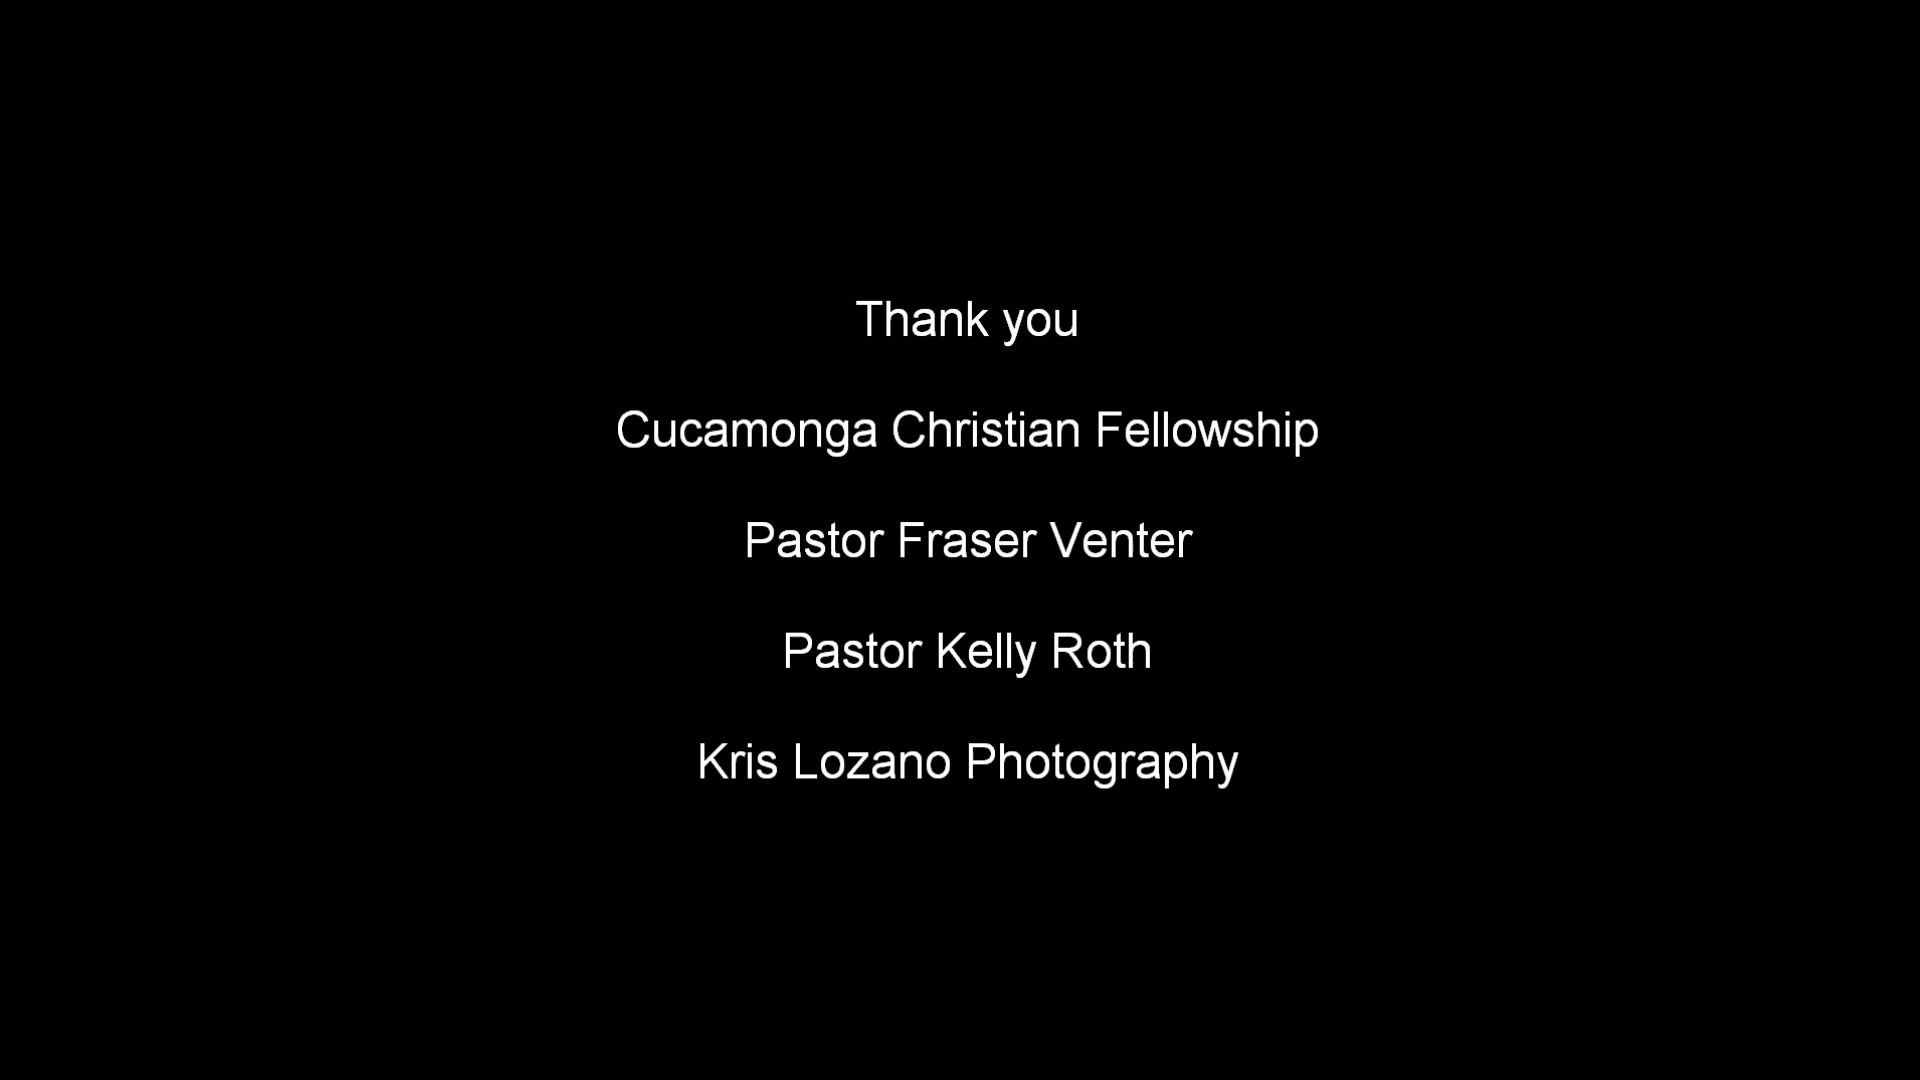 Thank you
Cucamonga Christian Fellowship
Pastor Fraser Venter
Pastor Kelly Roth
Kris Lozano Photography